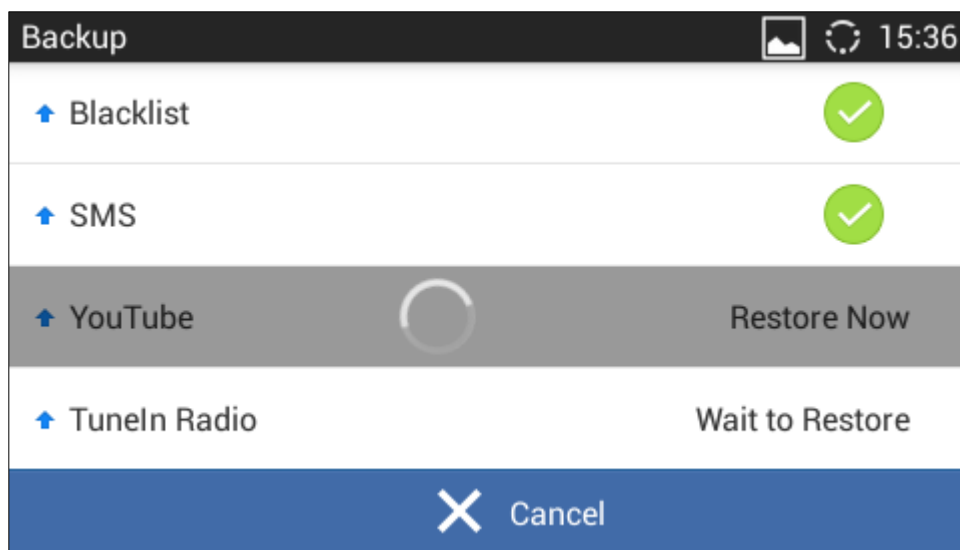 Backup 15:36
Blacklist
SMS
YouTube Restore Now
TuneIn Radio Wait to Restore
Cancel